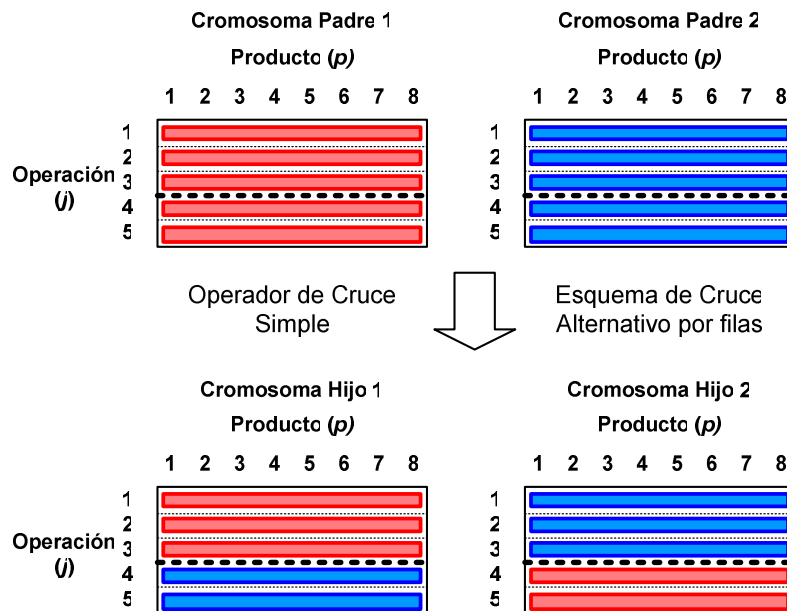 Cromosoma Padre 1
Producto (p)
1 2 3 4 5 6 7 8
Operación
(j)
1
2
3
4
5
Cromosoma Padre 2
Producto (p)
1 2 3 4 5 6 7 8
1
2
3
4
5
Operador de Cruce
Simple
Esquema de Cruce
Alternativo por filas
Cromosoma Hijo 1
Producto (p)
1 2 3 4 5 6 7 8
Operación
(j)
1
2
3
4
5
Cromosoma Hijo 2
Producto (p)
1 2 3 4 5 6 7 8
1
2
3
4
5